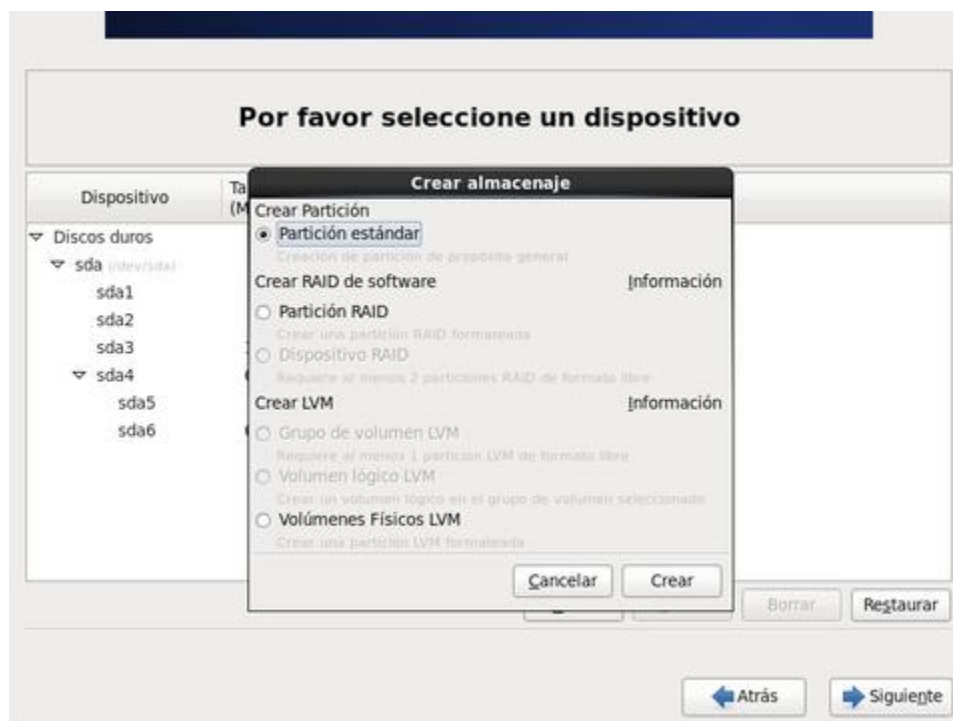 Por favor seleccione un dispositivo
Crear almacenaje
Dispositivo
Ta
(M
Crear Partición
Partición estándar
Creación de partición de propósito general
Crear RAID de software
Información
Partición RAID
Crear una partición RAID formateada
Dispositivo RAID
Requiere al menos 2 particiones RAID de formato libre
Crear LVM
Información
Grupo de volumen LVM
Requiere al menos 1 partición LVM de formato libre
Volumen lógico LVM
Crear un volumen lógico en el grupo de volumen seleccionado
Volúmenes Físicos LVM
Crear una partición LVM formateada
Cancelar
Crear
Discos duros
sda (/dev/sda)
sda1
sda2
sda3
sda4
sda5
sda6
Borrar
Restaurar
Atrás
Siguiente